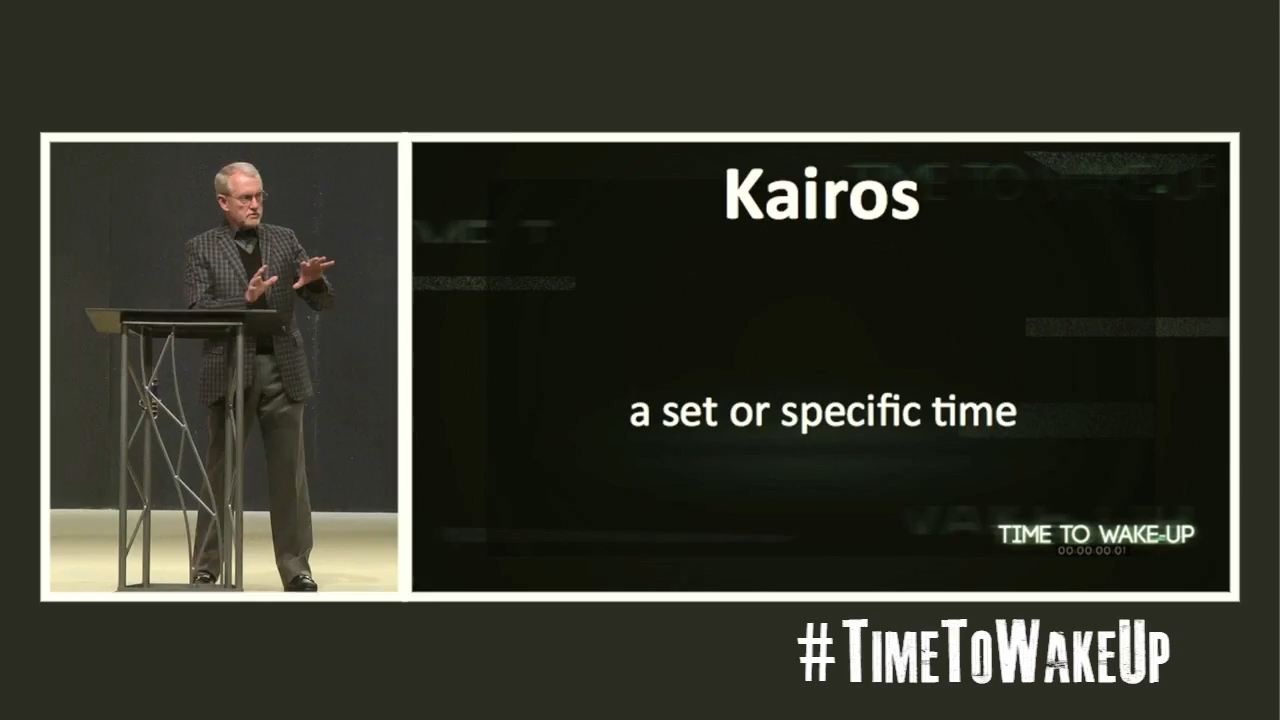 Kairos
a set or specific time
TIME TO WAKE-UP
00:00:00:01
#TimeToWakeUp